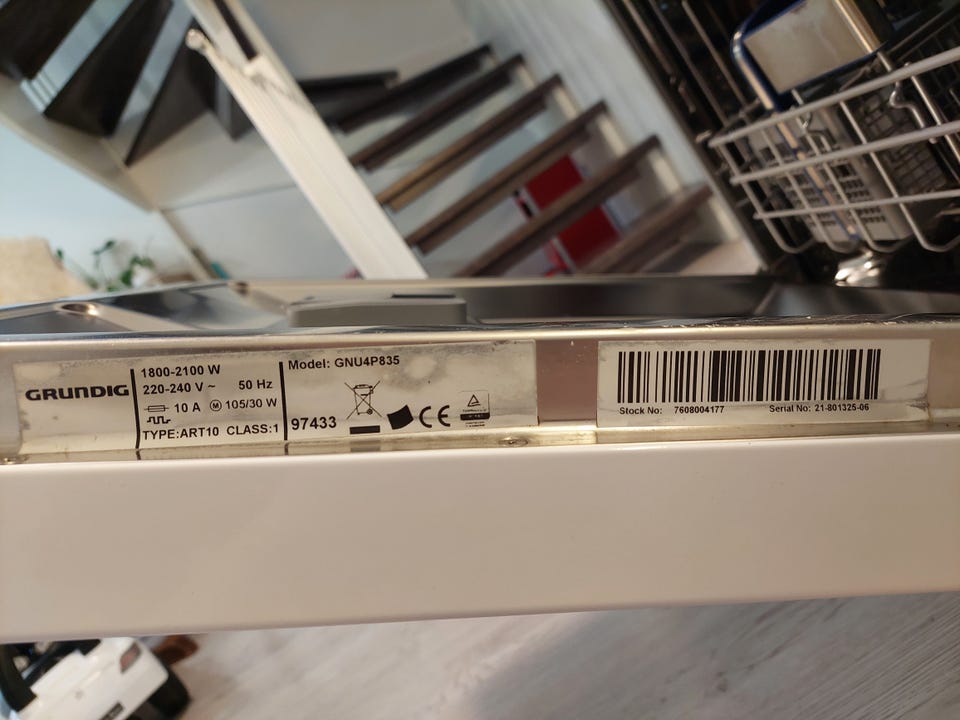 GRUNDIG
1800-2100 W
220-240 V ~ 50 Hz
10 A M 105/30 W
TYPE:ART10 CLASS:1
Model: GNU4P835
97433
CE
Stock No: 7608004177
Serial No: 21-801325-06